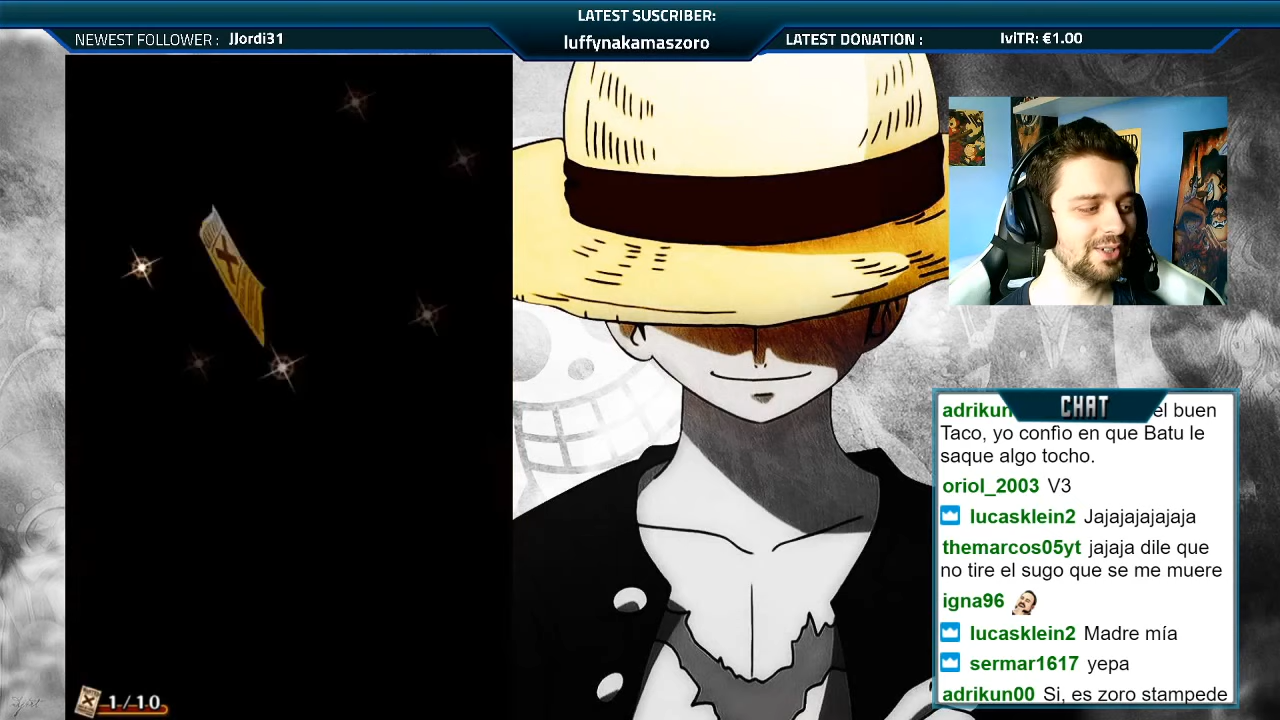 LATEST SUSCRIBER:
NEWEST FOLLOWER : JJordi31
luffynakamaszoro
LATEST DONATION :
lvlTR: €1.00
CHAT
adrikun
el buen
Taco, yo confio en que Batu le
saque algo tocho.
oriol_2003 V3
lucasklein2 Jajajajajajaja
themarcos05yt jajaja dile que
no tire el sugo que se me muere
igna96
lucasklein2 Madre mía
sermar1617 yepa
adrikun00 Si, es zoro stampede
1/10